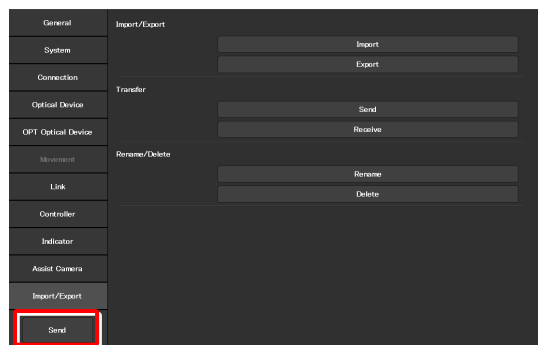 General
System
Connection
Optical Device
OPT Optical Device
Movement
Link
Controller
Indicator
Assist Camera
Import/Export
Send
Import/Export
Import
Export
Transfer
Send
Receive
Rename/Delete
Rename
Delete